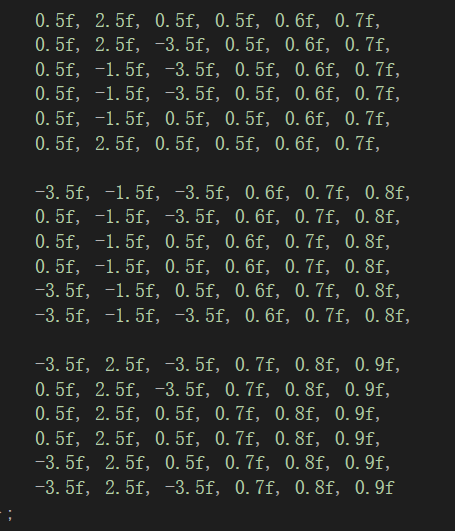 0.5f, 2.5f, 0.5f, 0.5f, 0.6f, 0.7f,
0.5f, 2.5f, -3.5f, 0.5f, 0.6f, 0.7f,
0.5f, -1.5f, -3.5f, 0.5f, 0.6f, 0.7f,
0.5f, -1.5f, -3.5f, 0.5f, 0.6f, 0.7f,
0.5f, -1.5f, 0.5f, 0.5f, 0.6f, 0.7f,
0.5f, 2.5f, 0.5f, 0.5f, 0.6f, 0.7f,

-3.5f, -1.5f, -3.5f, 0.6f, 0.7f, 0.8f,
0.5f, -1.5f, -3.5f, 0.6f, 0.7f, 0.8f,
0.5f, -1.5f, 0.5f, 0.6f, 0.7f, 0.8f,
0.5f, -1.5f, 0.5f, 0.6f, 0.7f, 0.8f,
-3.5f, -1.5f, 0.5f, 0.6f, 0.7f, 0.8f,
-3.5f, -1.5f, -3.5f, 0.6f, 0.7f, 0.8f,

-3.5f, 2.5f, -3.5f, 0.7f, 0.8f, 0.9f,
0.5f, 2.5f, -3.5f, 0.7f, 0.8f, 0.9f,
0.5f, 2.5f, 0.5f, 0.7f, 0.8f, 0.9f,
0.5f, 2.5f, 0.5f, 0.7f, 0.8f, 0.9f,
-3.5f, 2.5f, 0.5f, 0.7f, 0.8f, 0.9f,
-3.5f, 2.5f, -3.5f, 0.7f, 0.8f, 0.9f
;